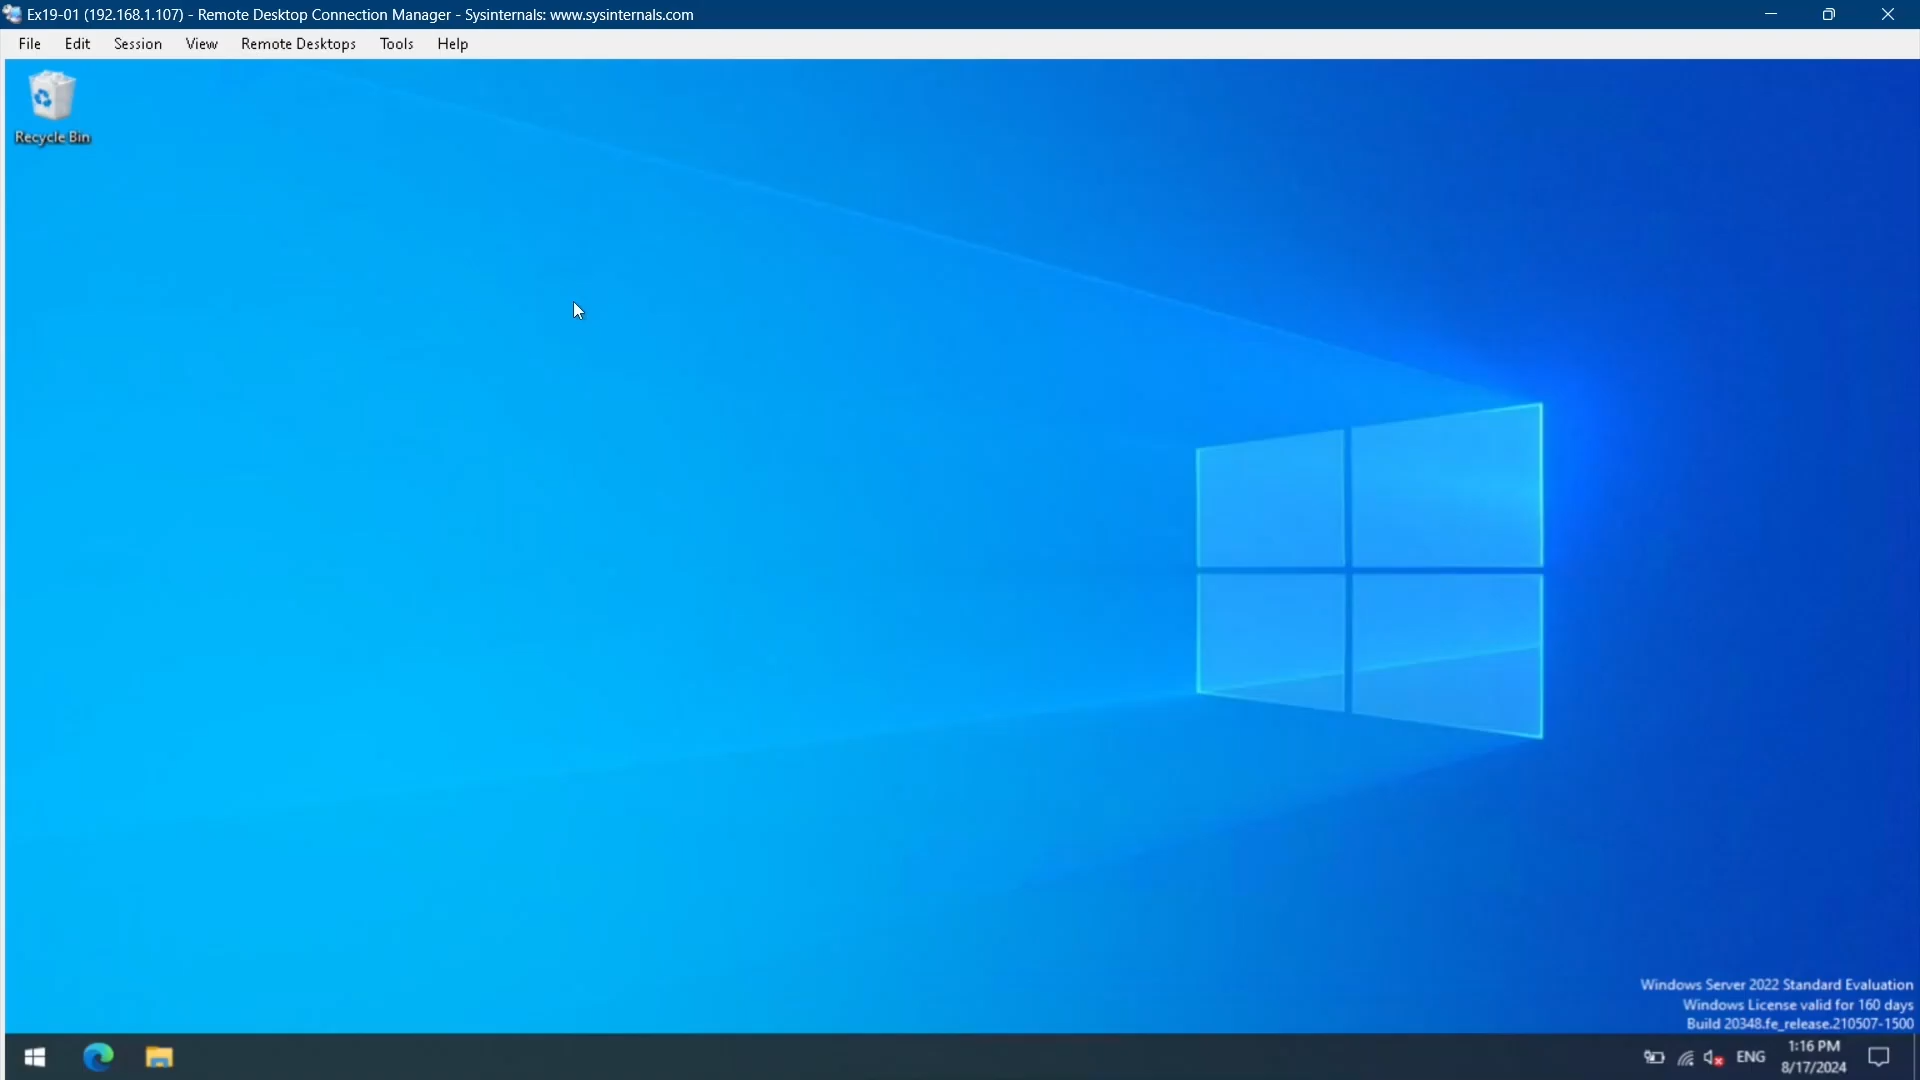 Ex19-01 (192.168.1.107) - Remote Desktop Connection Manager - Sysinternals: www.sysinternals.com
File Edit Session View Remote Desktops Tools Help
Recycle Bin
Windows Server 2022 Standard Evaluation
Windows License valid for 160 days
Build 20348.fe_release.210507-1500
ENG
1:16 PM
8/17/2024